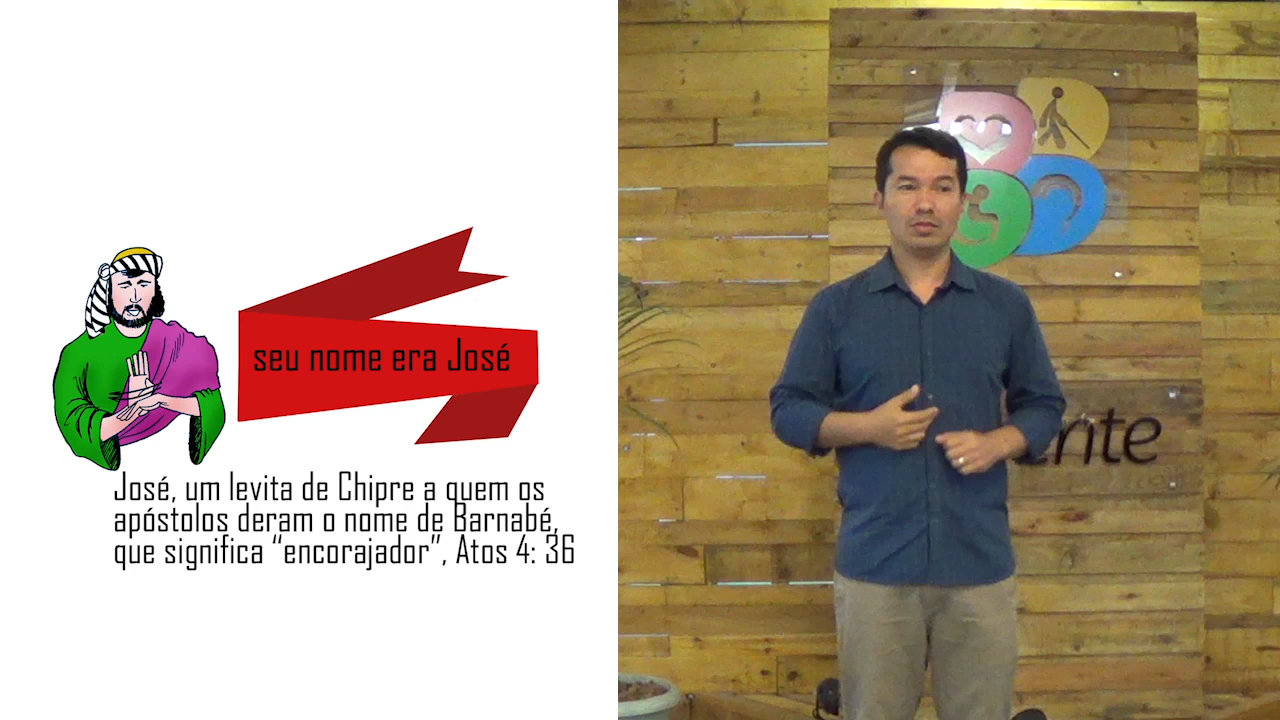 seu nome era José
José, um levita de Chipre a quem os
apóstolos deram o nome de Barnabé,
que significa “encorajador”, Atos 4: 36